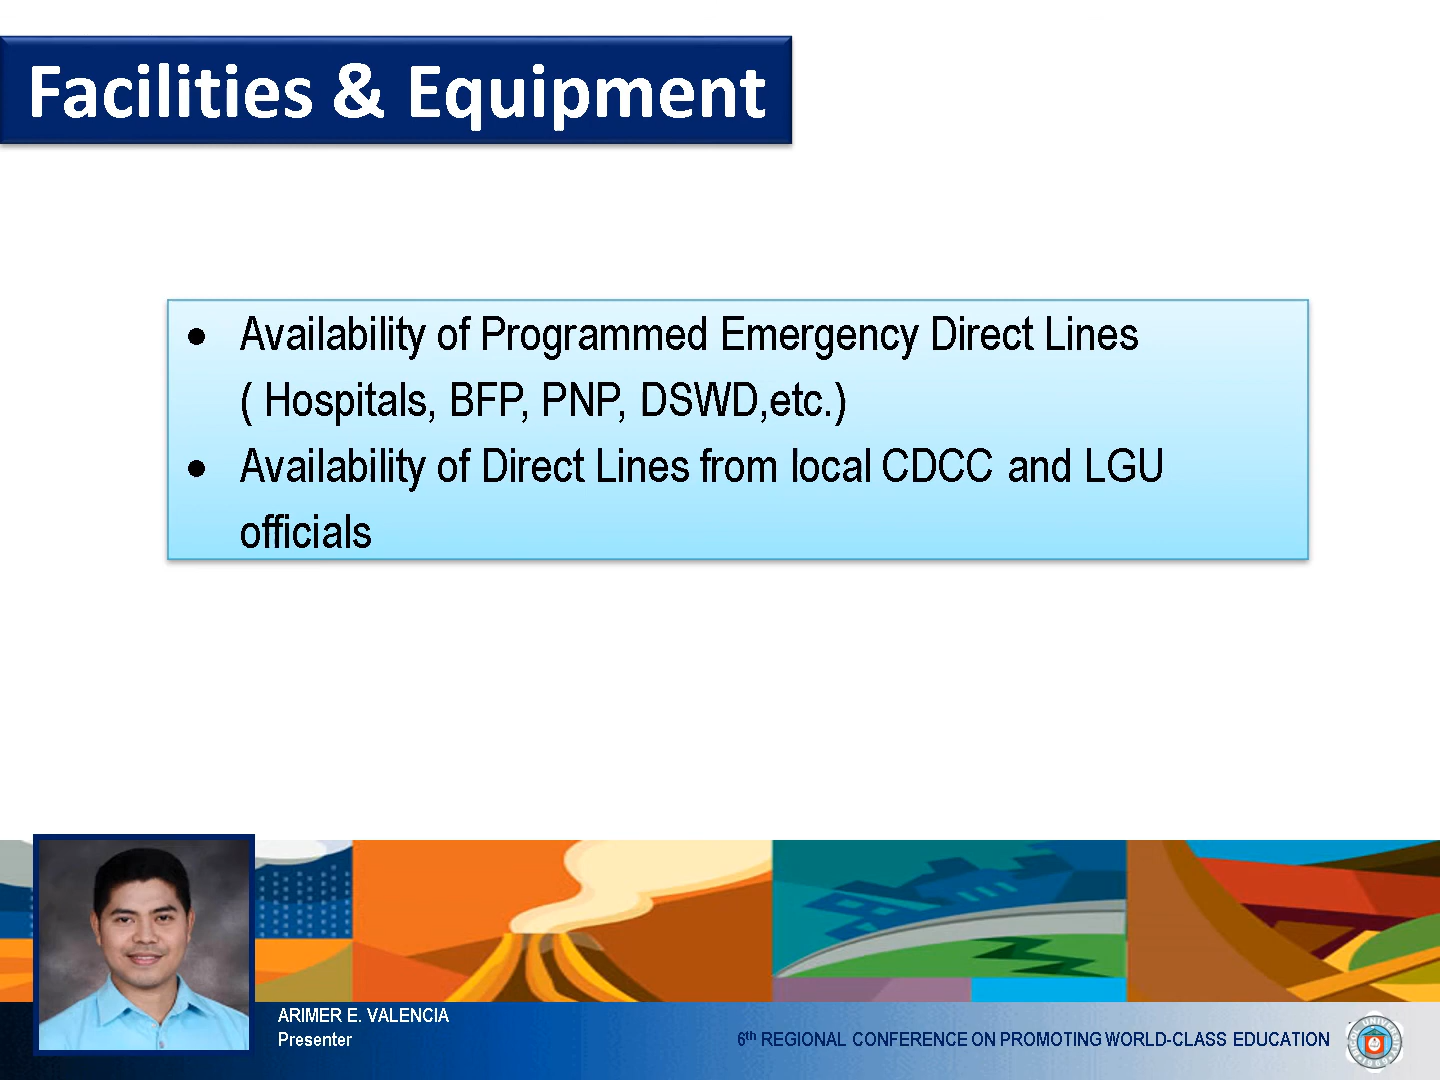 Facilities & Equipment
• Availability of Programmed Emergency Direct Lines
( Hospitals, BFP, PNP, DSWD,etc.)
• Availability of Direct Lines from local CDCC and LGU
officials
ARIMER E. VALENCIA
Presenter
6th REGIONAL CONFERENCE ON PROMOTING WORLD-CLASS EDUCATION